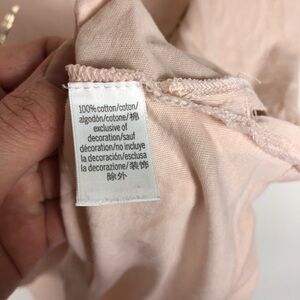 100% cotton/coton/
algodón/cotone/棉
exclusive of
decoration/sauf
décoration/no incluye
la decoración/esclusa
la decorazione/装饰
除外